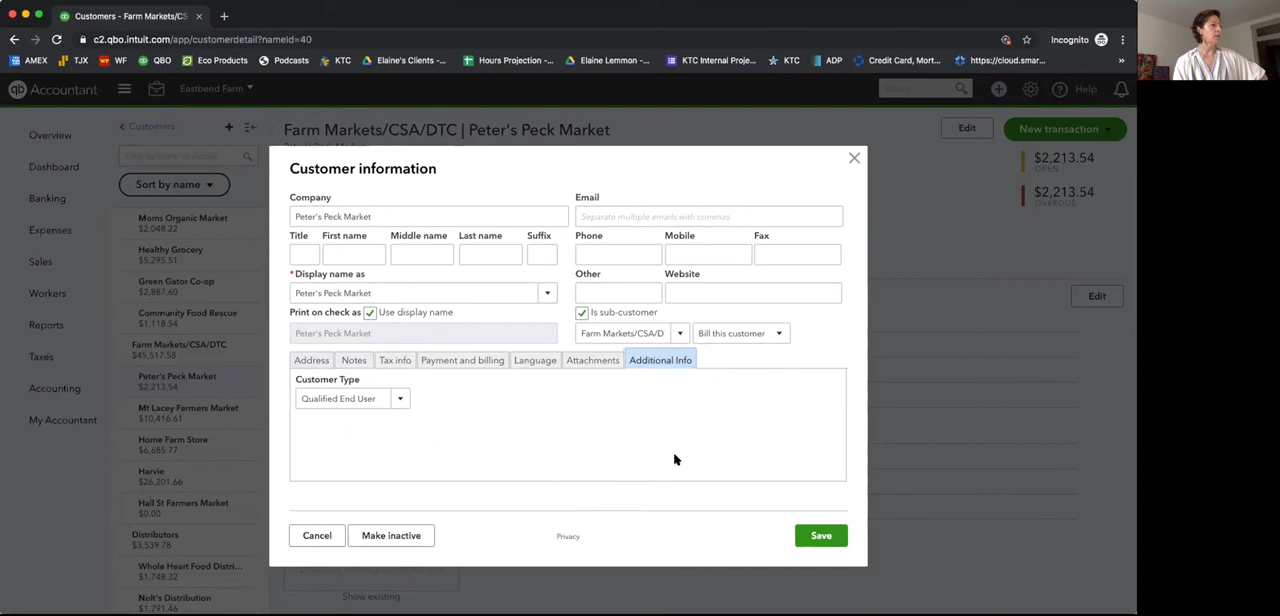 Customers - Farm Markets/CS
c2.qbo.intuit.com/app/customerdetail?nameId=40
Incognito
AMEX TJX WF QBO Eco Products Podcasts KTC Elaine's Clients -... Hours Projection -... Elaine Lemmon -... KTC Internal Proje... KTC ADP Credit Card, Mort... https://cloud.smar... »
qb Accountant Eastbend Farm Help
Overview
Dashboard
Banking
Expenses
Sales
Workers
Reports
Taxes
Accounting
My Accountant
Customers
Filter by name or details
Sort by name
Moms Organic Market
$2,048.22
Healthy Grocery
$5,295.51
Green Gator Co-op
$2,887.60
Community Food Rescue
$1,118.54
Farm Markets/CSA/DTC
$45,517.58
Peter's Peck Market
$2,213.54
Mt Lacey Farmers Market
$10,416.61
Home Farm Store
$6,685.77
Harvie
$26,201.66
Hall St Farmers Market
$0.00
Distributors
$3,539.78
Whole Heart Food Distri...
$1,748.32
Nolt's Distribution
$1,791.46
Farm Markets/CSA/DTC | Peter's Peck Market
Edit
New transaction
$2,213.54
OPEN
$2,213.54
OVERDUE
Edit
Customer information
Company
Peter's Peck Market
Email
Separate multiple emails with commas
Title First name Middle name Last name Suffix
Phone Mobile Fax
* Display name as
Peter's Peck Market
Other Website
Print on check as Use display name
Peter's Peck Market
Is sub-customer
Farm Markets/CSA/D Bill this customer
Address Notes Tax info Payment and billing Language Attachments Additional Info
Customer Type
Qualified End User
Cancel Make inactive Privacy Save
Show existing